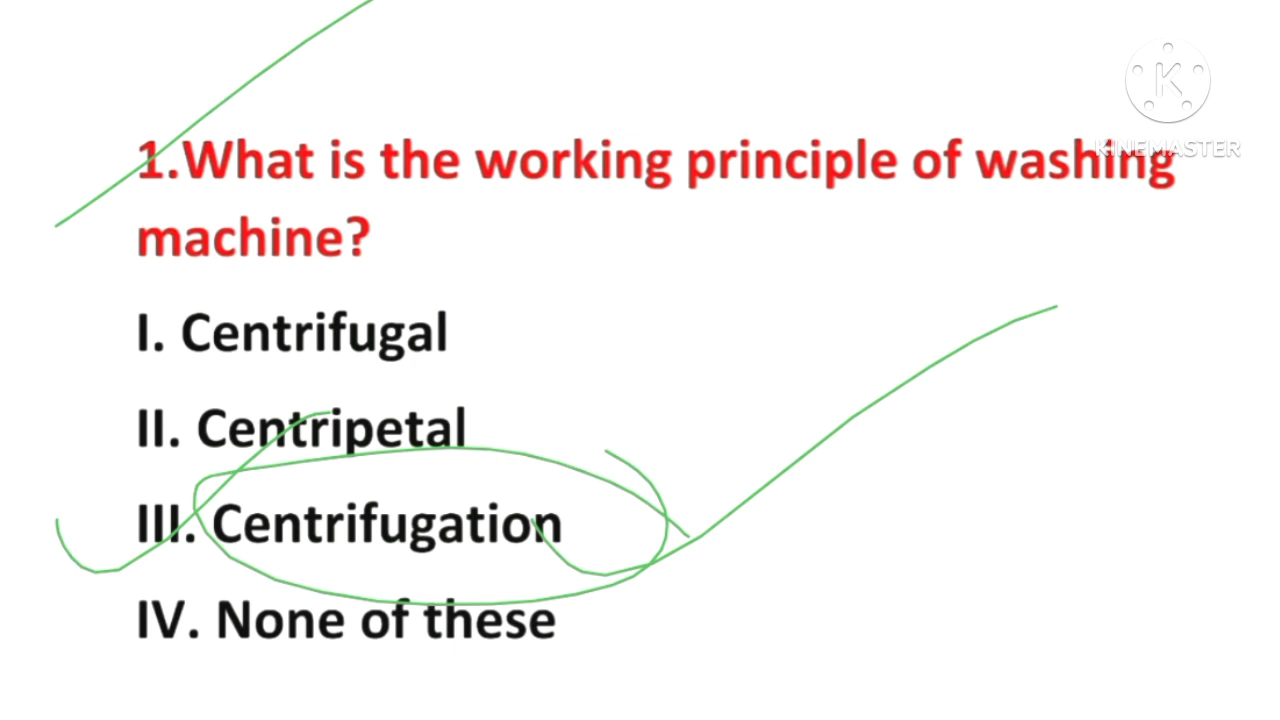 KINEMASTER
1.What is the working principle of washing
machine?
I. Centrifugal
II. Centripetal
III. Centrifugation
IV. None of these